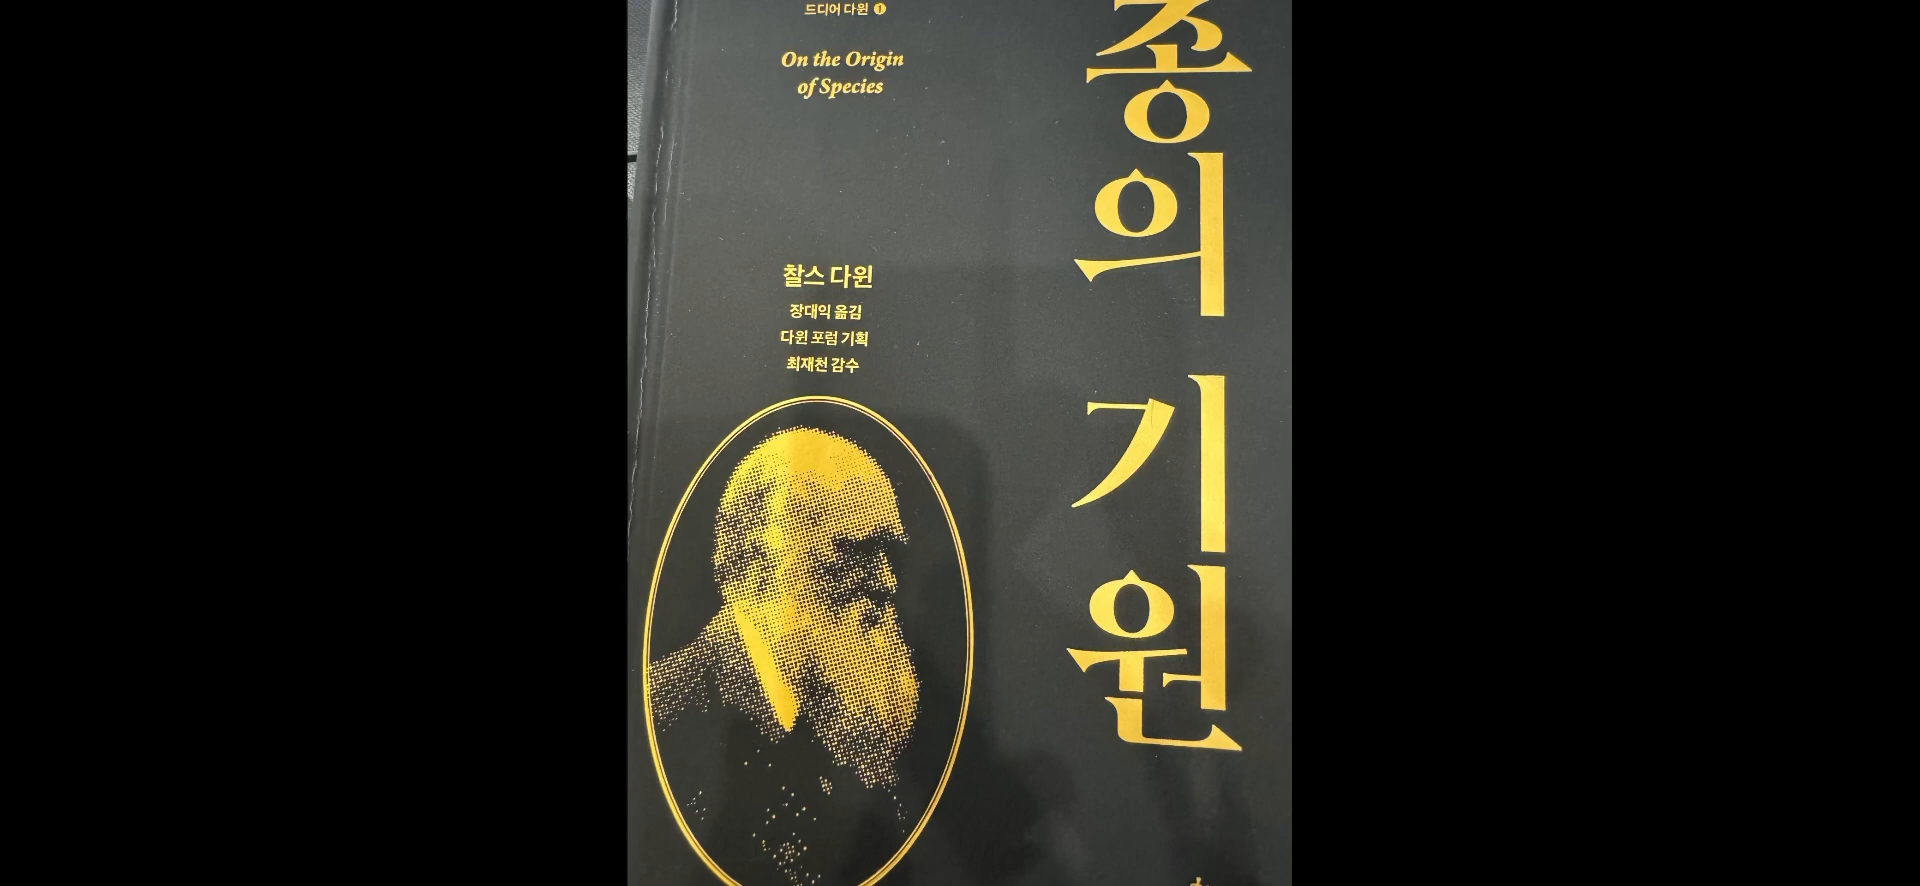 드디어 다윈 ❶
On the Origin
of Species
종의 기원
찰스 다윈
장대익 옮김
다윈 포럼 기획
최재천 감수